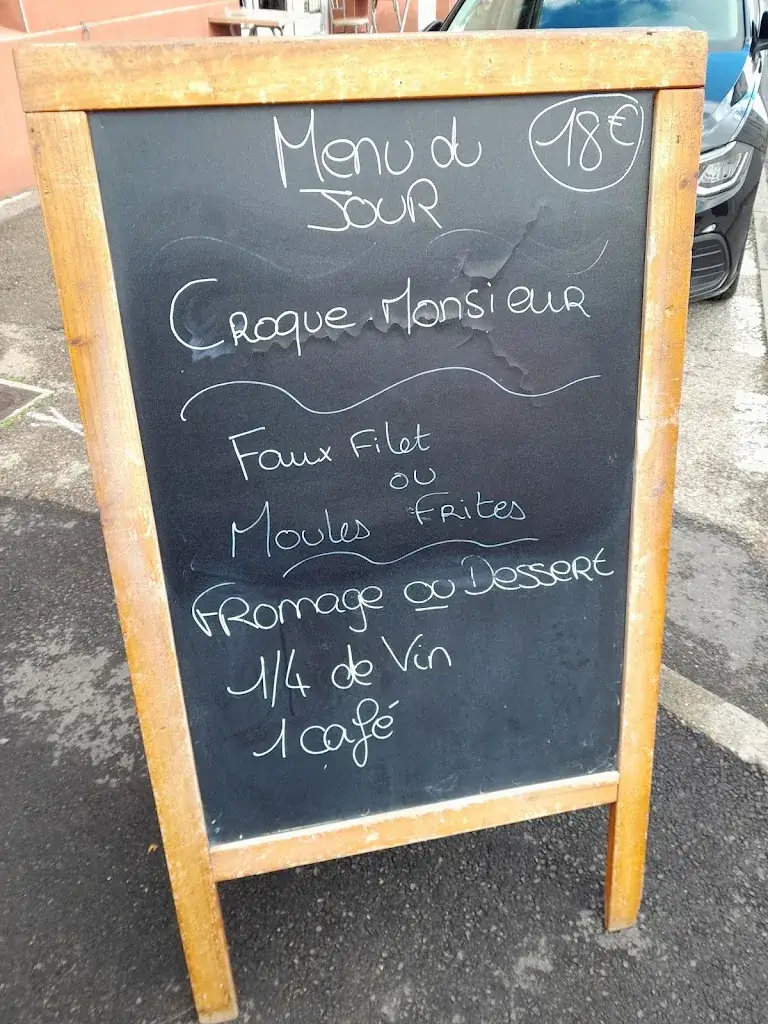 Menu du
JOUR
18€
Croque Monsieur
Faux Filet
ou
Moules Frites
Fromage ou Dessert
1/4 de Vin
1 café